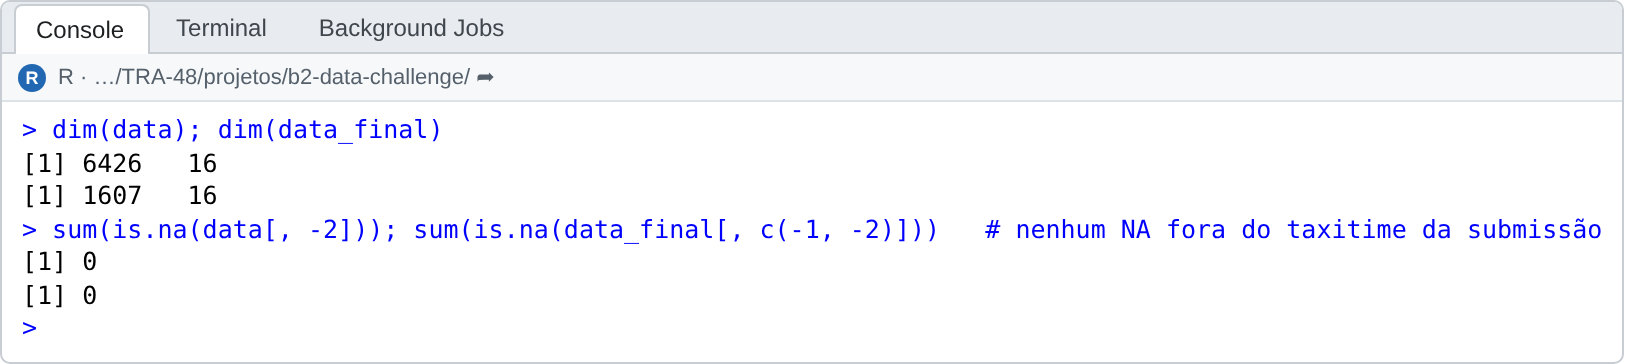 Console Terminal Background Jobs
R R · …/TRA-48/projetos/b2-data-challenge/ ➦
> dim(data); dim(data_final)
[1] 6426   16
[1] 1607   16
> sum(is.na(data[, -2])); sum(is.na(data_final[, c(-1, -2)]))   # nenhum NA fora do taxitime da submissão
[1] 0
[1] 0
>